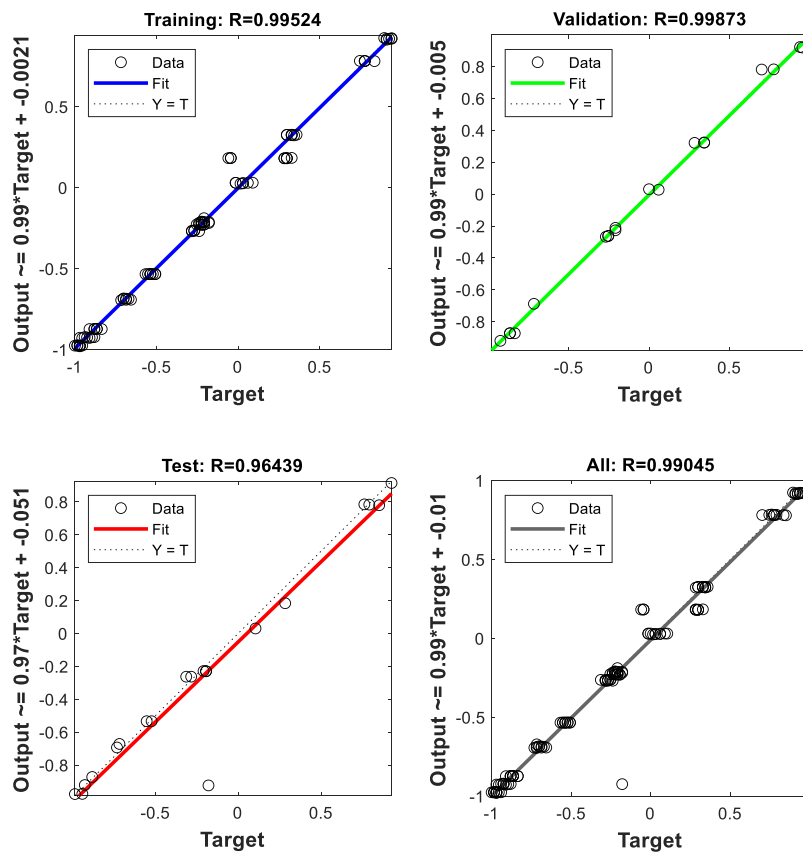 Training: R=0.99524
Output ~= 0.99*Target + -0.0021
Data
Fit
Y = T
0.5
0
-0.5
-1
-1
-0.5
0
0.5
Target
Validation: R=0.99873
Output ~= 0.99*Target + -0.005
Data
Fit
Y = T
0.8
0.6
0.4
0.2
0
-0.2
-0.4
-0.6
-0.8
-0.5
0
0.5
Target
Test: R=0.96439
Output ~= 0.97*Target + -0.051
Data
Fit
Y = T
0.8
0.6
0.4
0.2
0
-0.2
-0.4
-0.6
-0.8
-0.5
0
0.5
Target
All: R=0.99045
Output ~= 0.99*Target + -0.01
Data
Fit
Y = T
1
0.5
0
-0.5
-1
-1
-0.5
0
0.5
Target